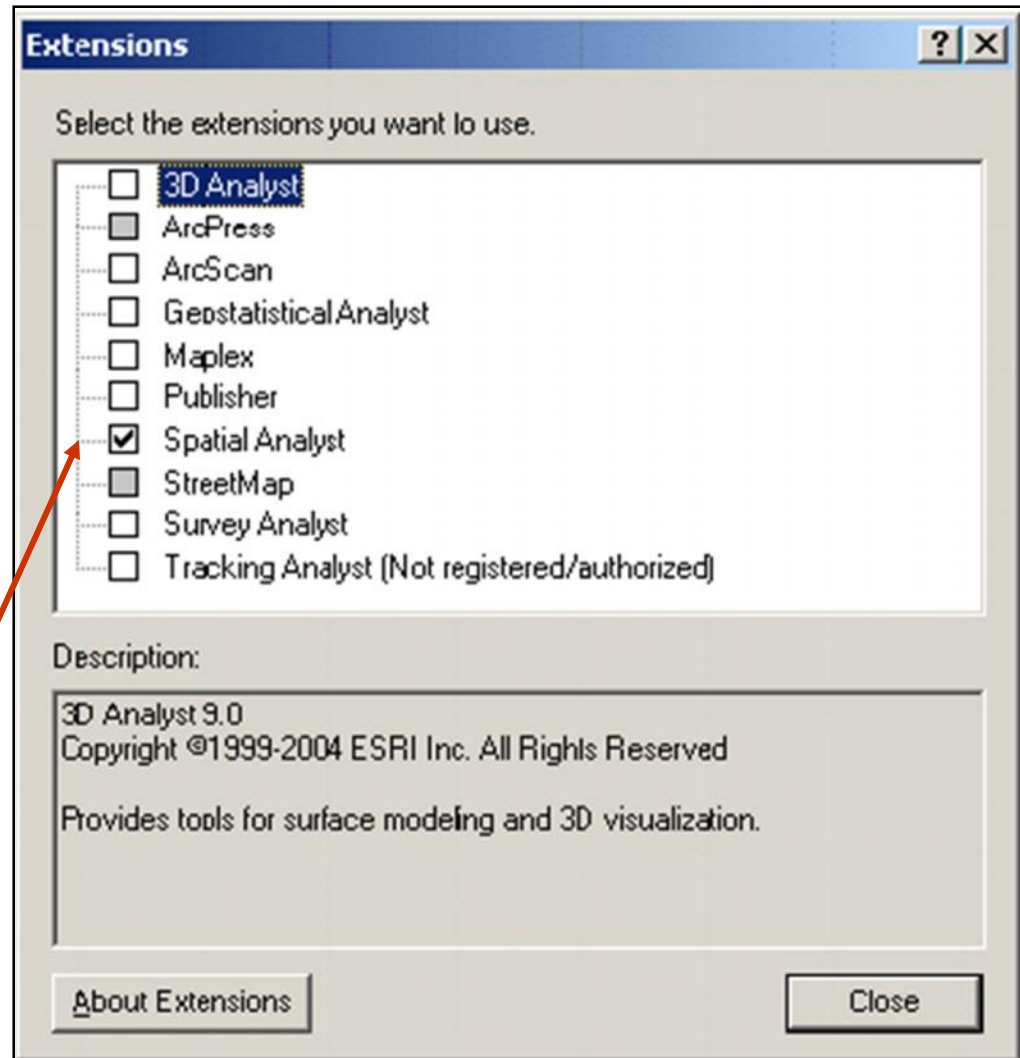 Extensions
Select the extensions you want to use.
3D Analyst
ArcPress
ArcScan
Geostatistical Analyst
Maplex
Publisher
Spatial Analyst
StreetMap
Survey Analyst
Tracking Analyst (Not registered/authorized)
Description:
3D Analyst 9.0
Copyright ©1999-2004 ESRI Inc. All Rights Reserved
Provides tools for surface modeling and 3D visualization.
About Extensions
Close